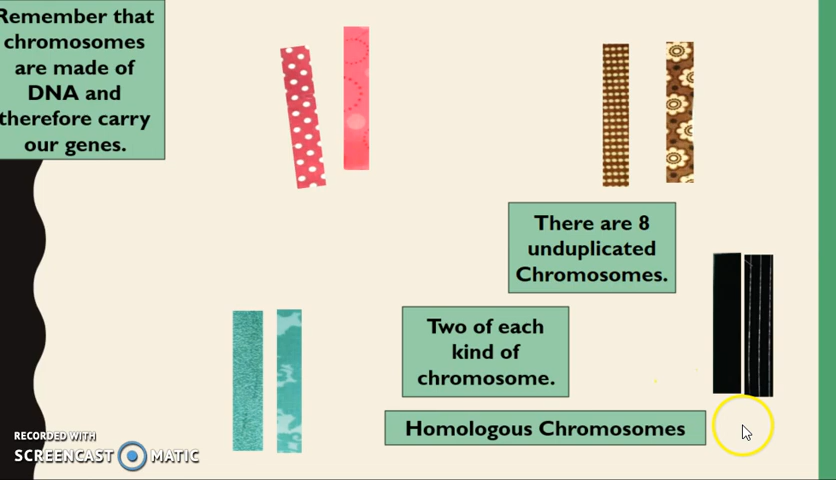 Remember that
chromosomes
are made of
DNA and
therefore carry
our genes.
There are 8
unduplicated
Chromosomes.
Two of each
kind of
chromosome.
Homologous Chromosomes
RECORDED WITH
SCREENCAST MATIC